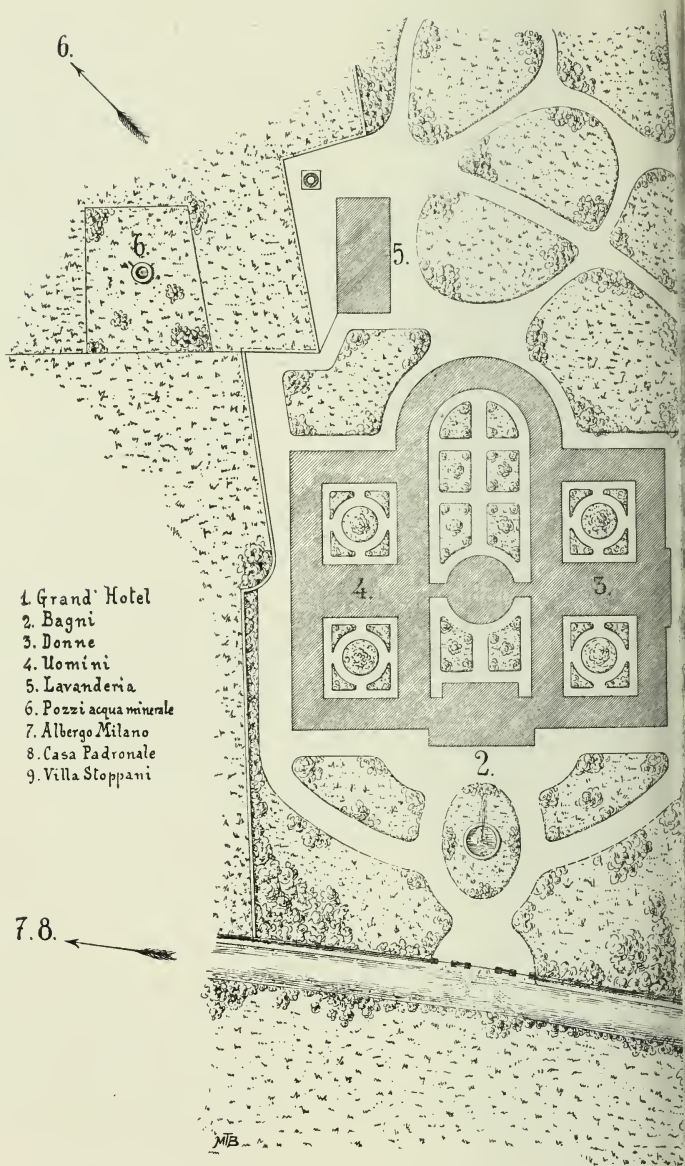 6.
6.
5.
4.
3.
1. Grand' Hotel
2. Bagni
3. Donne
4. Uomini
5. Lavanderia
6. Pozzi acqua minerale
7. Albergo Milano
8. Casa Padronale
9. Villa Stoppani
2.
7.8.
MTB